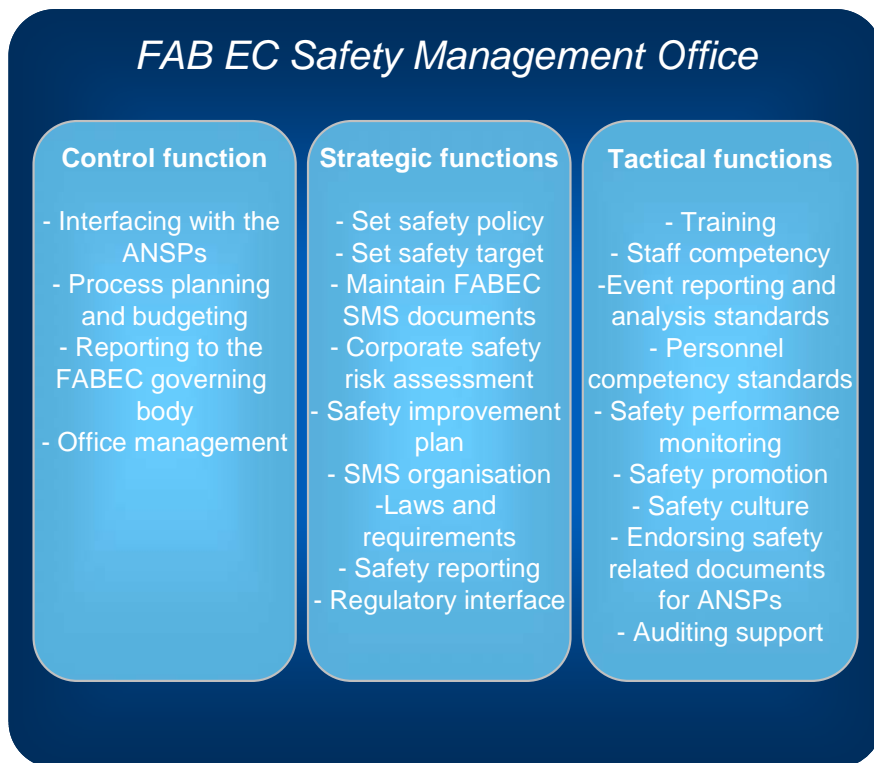 FAB EC Safety Management Office
Control function
- Interfacing with the
ANSPs
- Process planning
and budgeting
- Reporting to the
FABEC governing
body
- Office management
Strategic functions
- Set safety policy
- Set safety target
- Maintain FABEC
SMS documents
- Corporate safety
risk assessment
- Safety improvement
plan
- SMS organisation
-Laws and
requirements
- Safety reporting
- Regulatory interface
Tactical functions
- Training
- Staff competency
-Event reporting and
analysis standards
- Personnel
competency standards
- Safety performance
monitoring
- Safety promotion
- Safety culture
- Endorsing safety
related documents
for ANSPs
- Auditing support